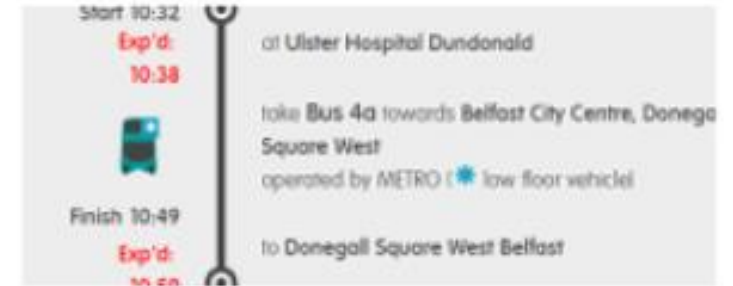 Start 10:32
Exp'd:
10:38
at Ulster Hospital Dundonald
take Bus 4a towards Belfast City Centre, Donega
Square West
operated by METRO (✱ low floor vehicle)
Finish 10:49
Exp'd:
to Donegall Square West Belfast